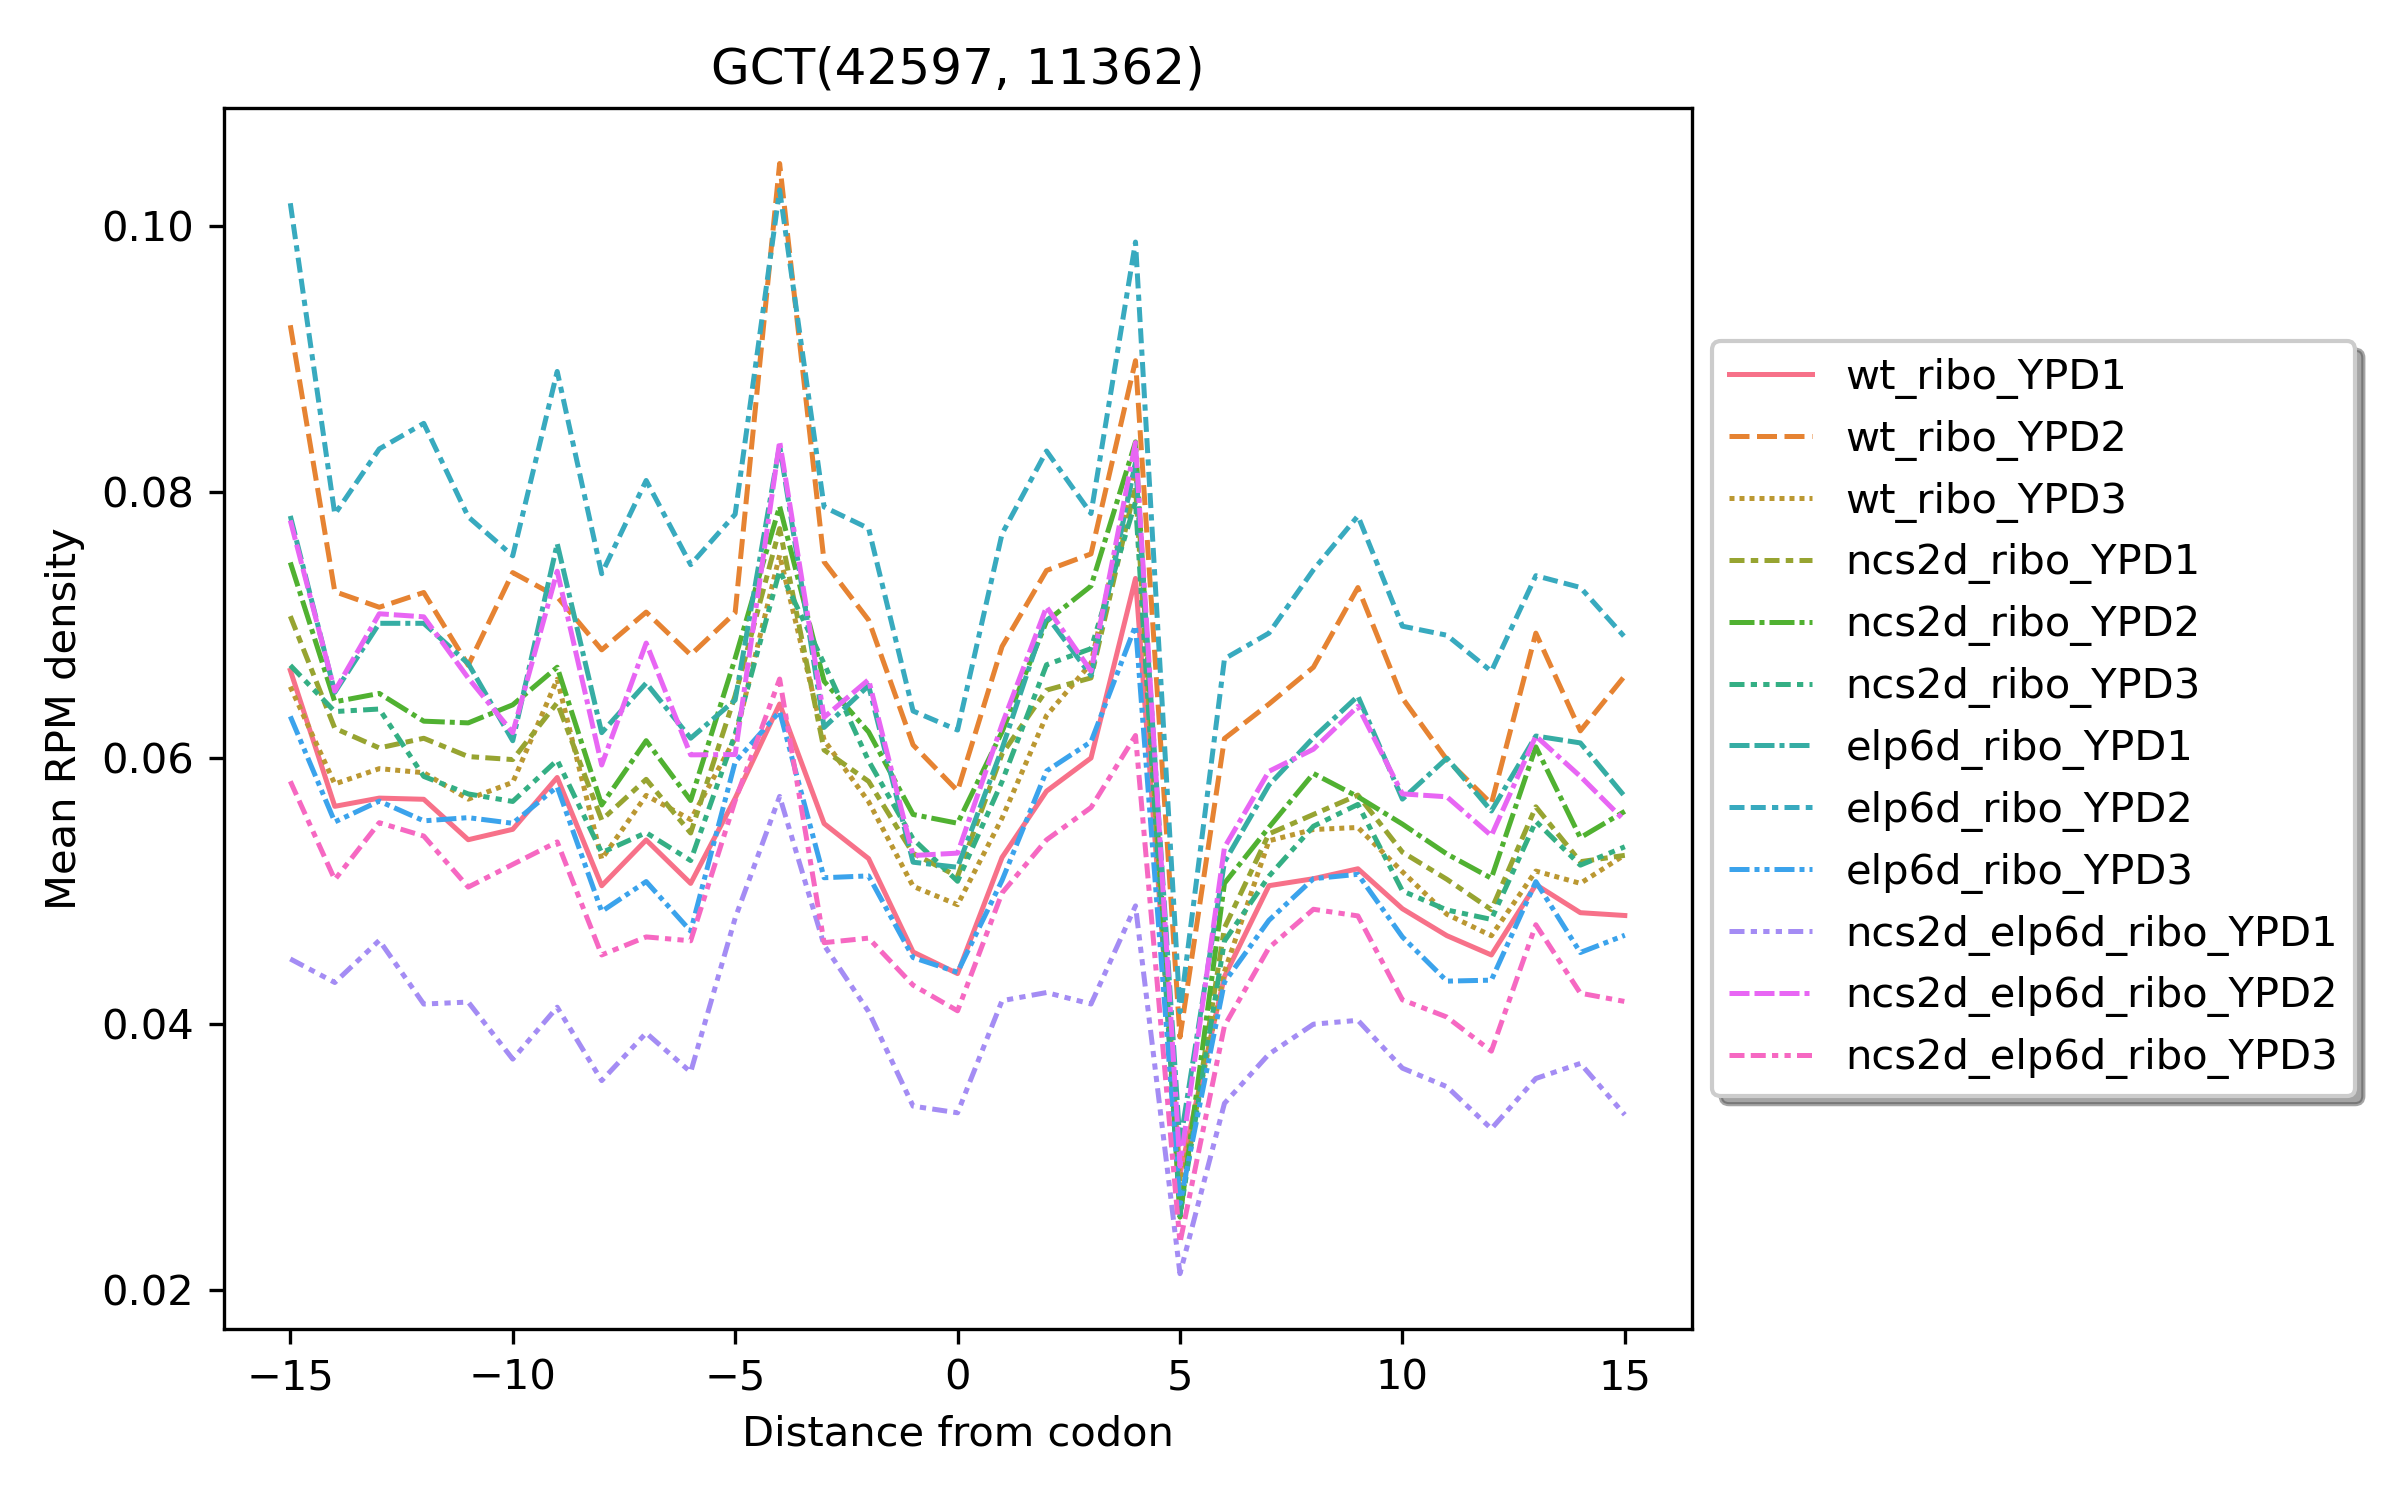 GCT(42597, 11362)
Mean RPM density
0.10
0.08
0.06
0.04
0.02
−15
−10
−5
0
5
10
15
Distance from codon
wt_ribo_YPD1
wt_ribo_YPD2
wt_ribo_YPD3
ncs2d_ribo_YPD1
ncs2d_ribo_YPD2
ncs2d_ribo_YPD3
elp6d_ribo_YPD1
elp6d_ribo_YPD2
elp6d_ribo_YPD3
ncs2d_elp6d_ribo_YPD1
ncs2d_elp6d_ribo_YPD2
ncs2d_elp6d_ribo_YPD3